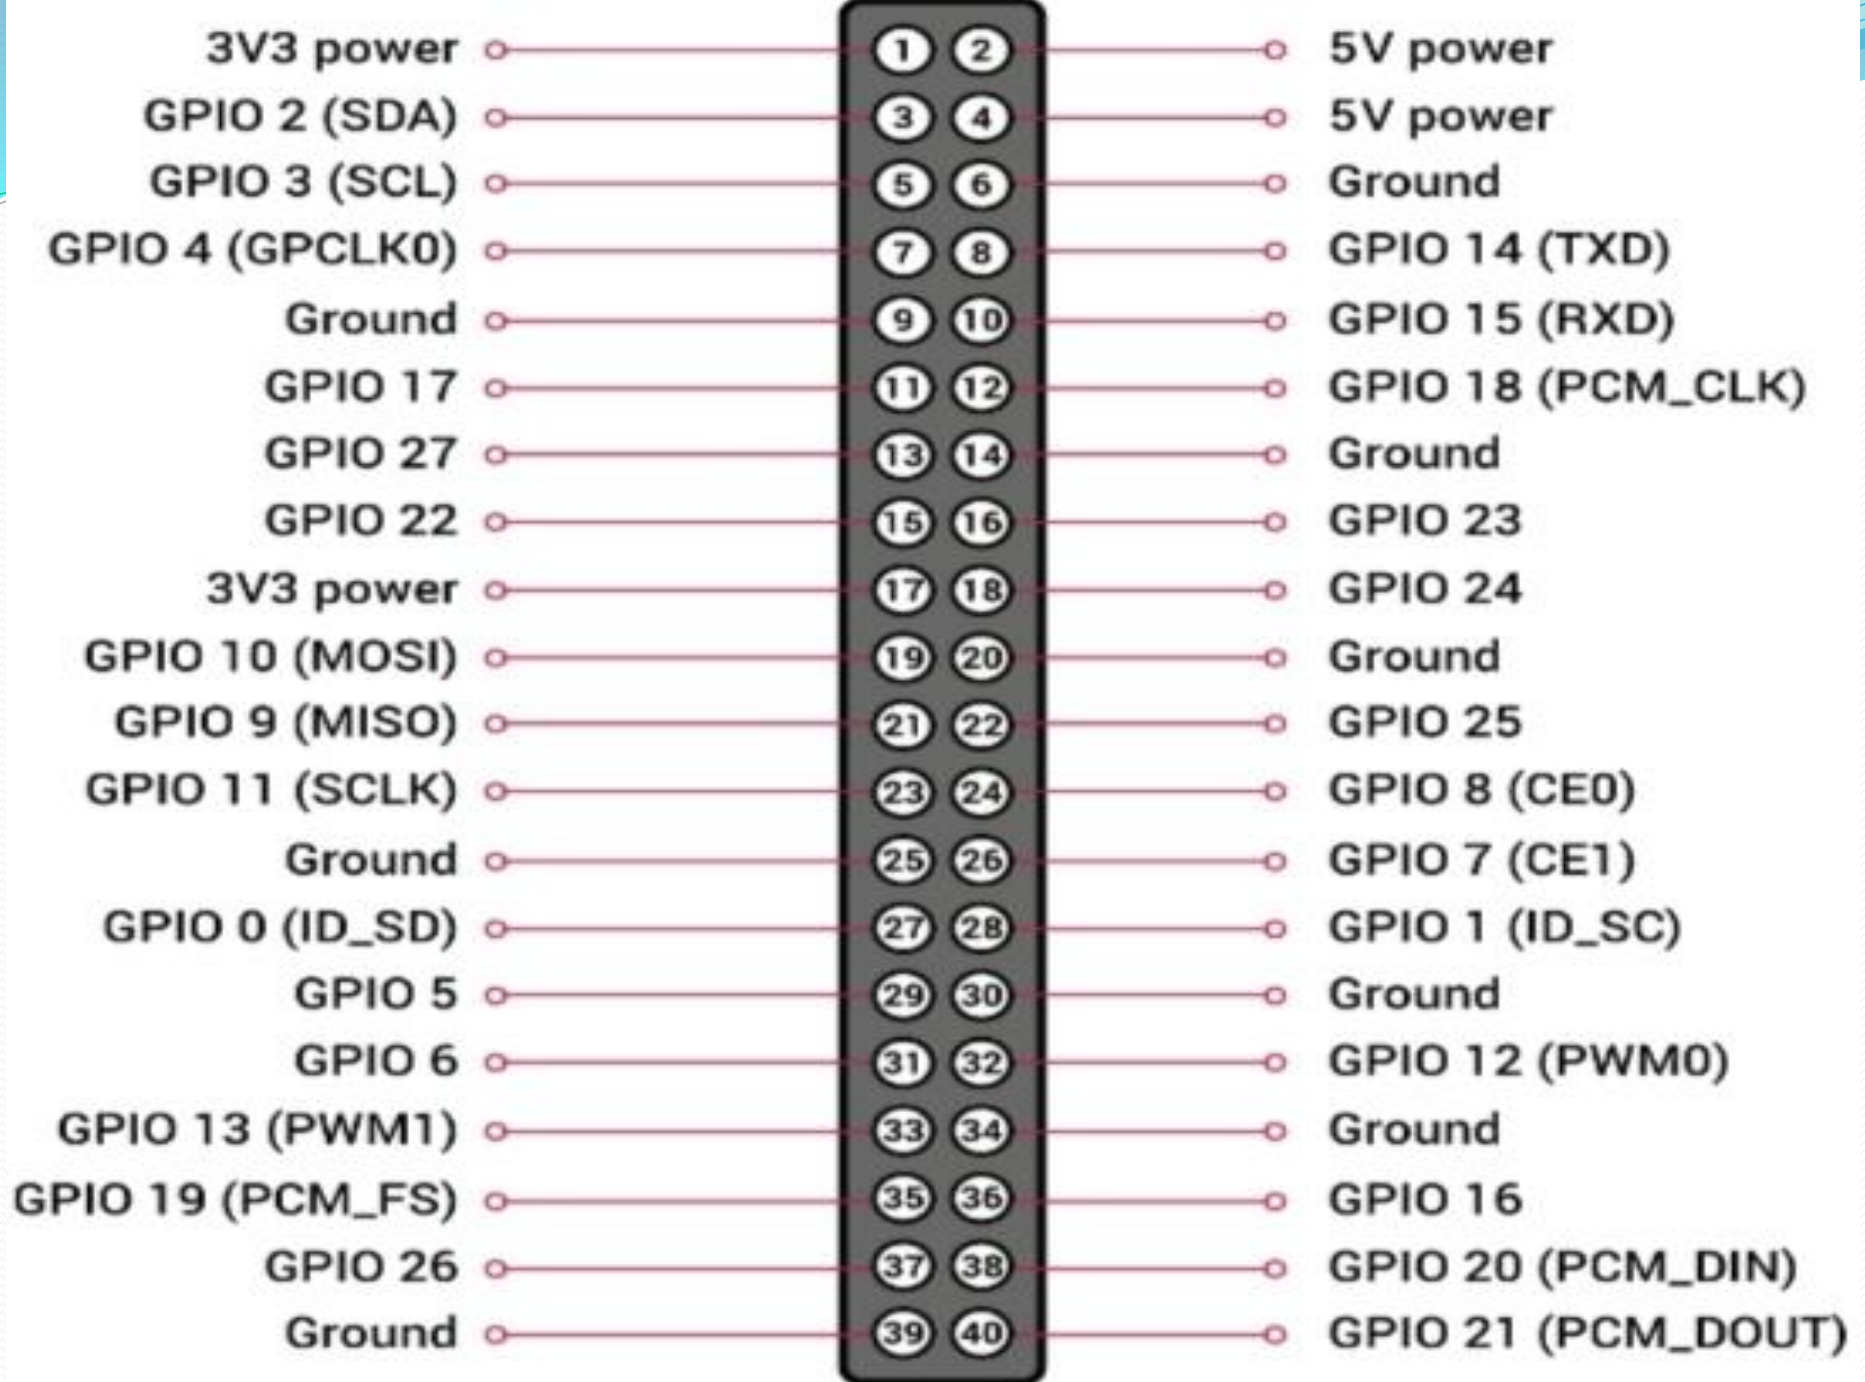 3V3 power 1 2 5V power
GPIO 2 (SDA) 3 4 5V power
GPIO 3 (SCL) 5 6 Ground
GPIO 4 (GPCLK0) 7 8 GPIO 14 (TXD)
Ground 9 10 GPIO 15 (RXD)
GPIO 17 11 12 GPIO 18 (PCM_CLK)
GPIO 27 13 14 Ground
GPIO 22 15 16 GPIO 23
3V3 power 17 18 GPIO 24
GPIO 10 (MOSI) 19 20 Ground
GPIO 9 (MISO) 21 22 GPIO 25
GPIO 11 (SCLK) 23 24 GPIO 8 (CE0)
Ground 25 26 GPIO 7 (CE1)
GPIO 0 (ID_SD) 27 28 GPIO 1 (ID_SC)
GPIO 5 29 30 Ground
GPIO 6 31 32 GPIO 12 (PWM0)
GPIO 13 (PWM1) 33 34 Ground
GPIO 19 (PCM_FS) 35 36 GPIO 16
GPIO 26 37 38 GPIO 20 (PCM_DIN)
Ground 39 40 GPIO 21 (PCM_DOUT)